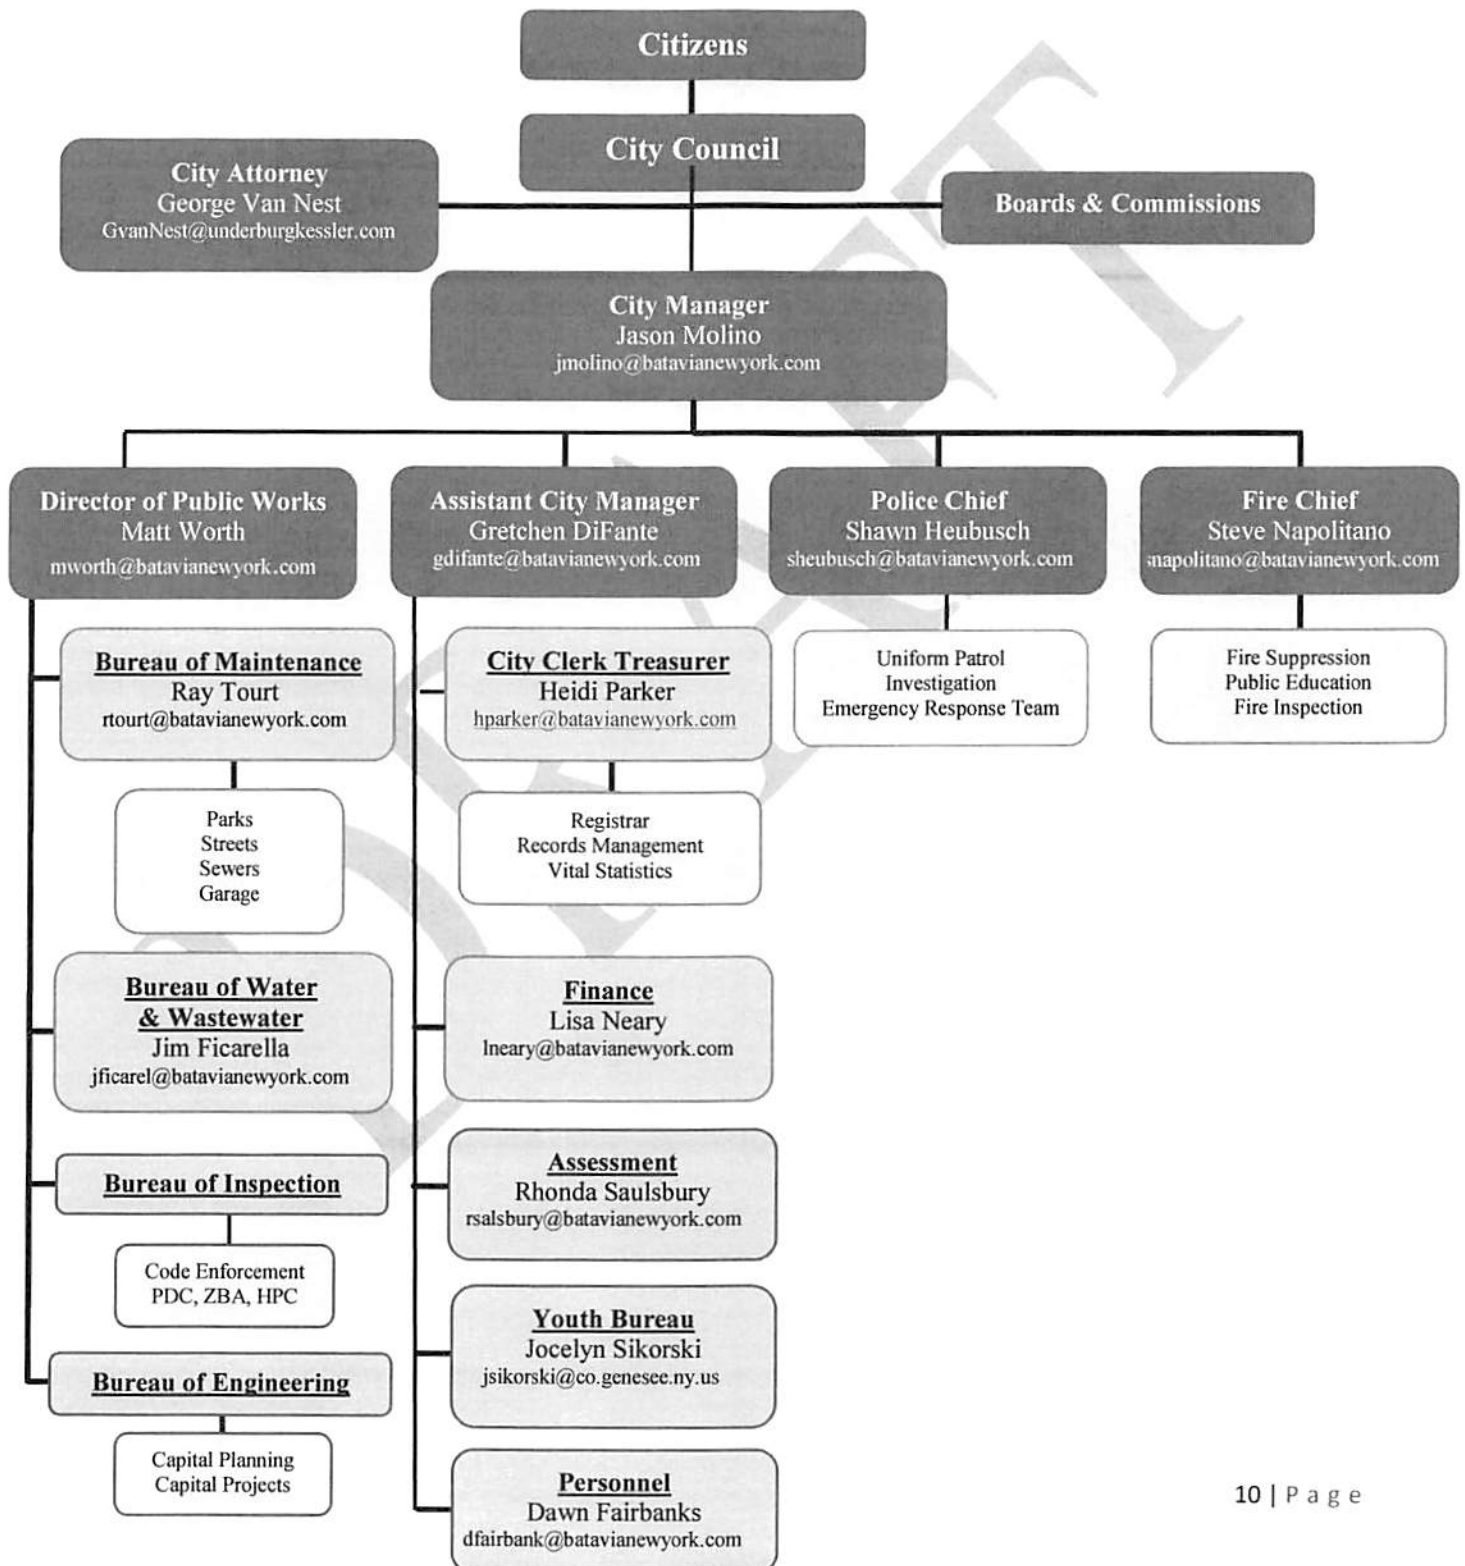 Citizens
City Council
City Attorney
George Van Nest
GvanNest@underburgkessler.com
Boards & Commissions
City Manager
Jason Molino
jmolino@batavianewyork.com
Director of Public Works
Matt Worth
mworth@batavianewyork.com
Assistant City Manager
Gretchen DiFante
gdifante@batavianewyork.com
Police Chief
Shawn Heubusch
sheubusch@batavianewyork.com
Fire Chief
Steve Napolitano
snapolitano@batavianewyork.com
Bureau of Maintenance
Ray Tourt
rtourt@batavianewyork.com
Parks
Streets
Sewers
Garage
Bureau of Water
& Wastewater
Jim Ficarella
jficarel@batavianewyork.com
Bureau of Inspection
Code Enforcement
PDC, ZBA, HPC
Bureau of Engineering
Capital Planning
Capital Projects
City Clerk Treasurer
Heidi Parker
hparker@batavianewyork.com
Registrar
Records Management
Vital Statistics
Finance
Lisa Neary
lneary@batavianewyork.com
Assessment
Rhonda Saulsbury
rsalsbury@batavianewyork.com
Youth Bureau
Jocelyn Sikorski
jsikorski@co.genesee.ny.us
Personnel
Dawn Fairbanks
dfairbank@batavianewyork.com
Uniform Patrol
Investigation
Emergency Response Team
Fire Suppression
Public Education
Fire Inspection
DRAFT
10 | Page